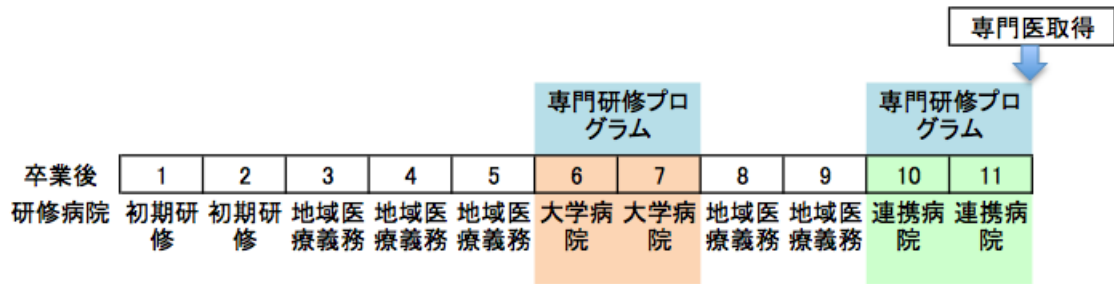 専門医取得
専門研修プロ
グラム
専門研修プロ
グラム
卒業後 1 2 3 4 5 6 7 8 9 10 11
研修病院 初期研 初期研 地域医 地域医 地域医 大学病 大学病 地域医 地域医 連携病 連携病
修 修 療義務 療義務 療義務 院 院 療義務 療義務 院 院